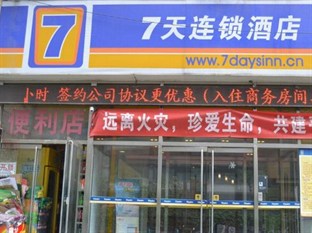 7
7天连锁酒店
www.7daysinn.cn
小时 签约公司协议更优惠（入住商务房间
便利店
远离火灾，珍爱生命，共建